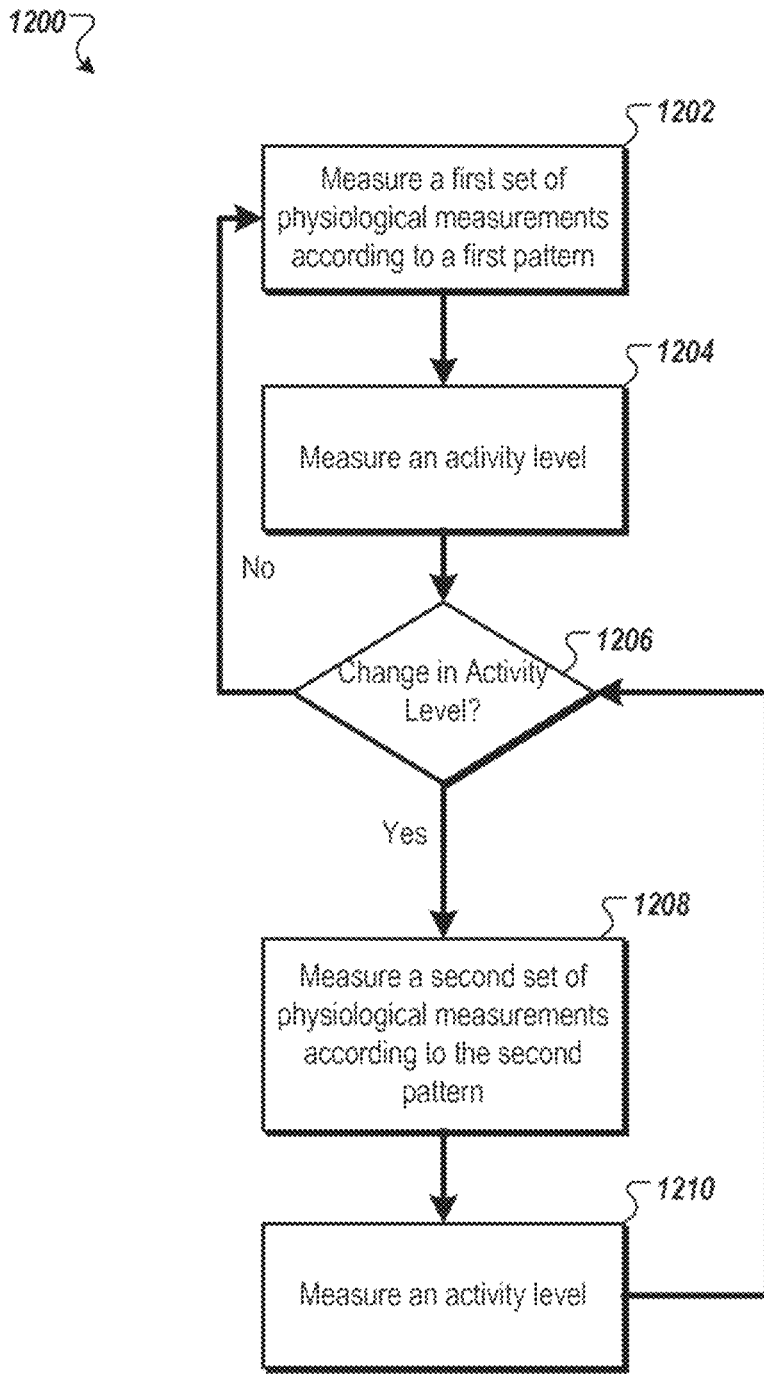 1200
1202
Measure a first set of
physiological measurements
according to a first pattern
1204
Measure an activity level
No
1206
Change in Activity
Level?
Yes
1208
Measure a second set of
physiological measurements
according to the second
pattern
1210
Measure an activity level